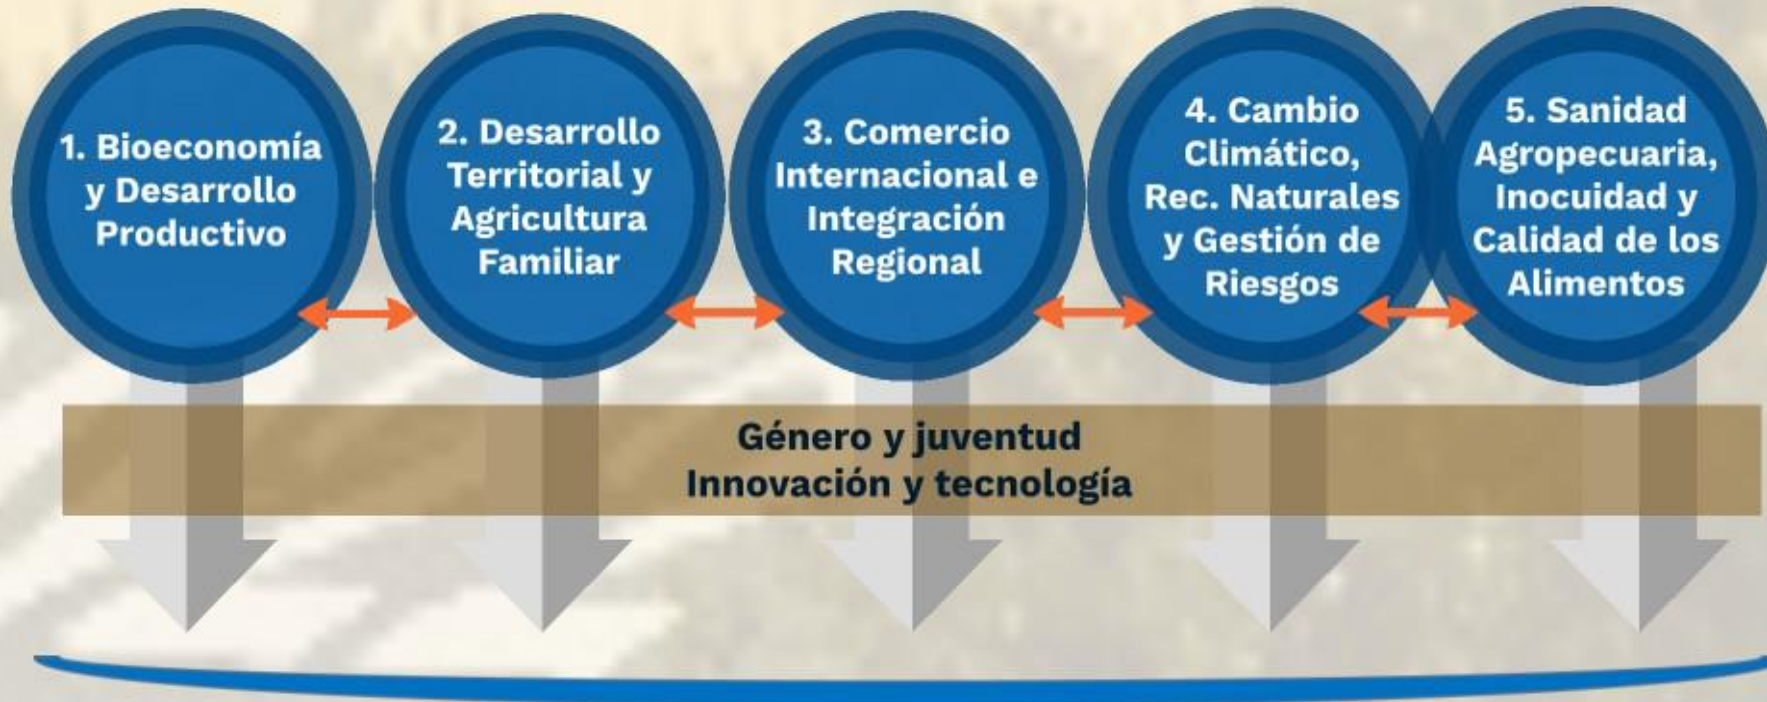 1. Bioeconomía
y Desarrollo
Productivo
2. Desarrollo
Territorial y
Agricultura
Familiar
3. Comercio
Internacional e
Integración
Regional
4. Cambio
Climático,
Rec. Naturales
y Gestión de
Riesgos
5. Sanidad
Agropecuaria,
Inocuidad y
Calidad de los
Alimentos
Género y juventud
Innovación y tecnología